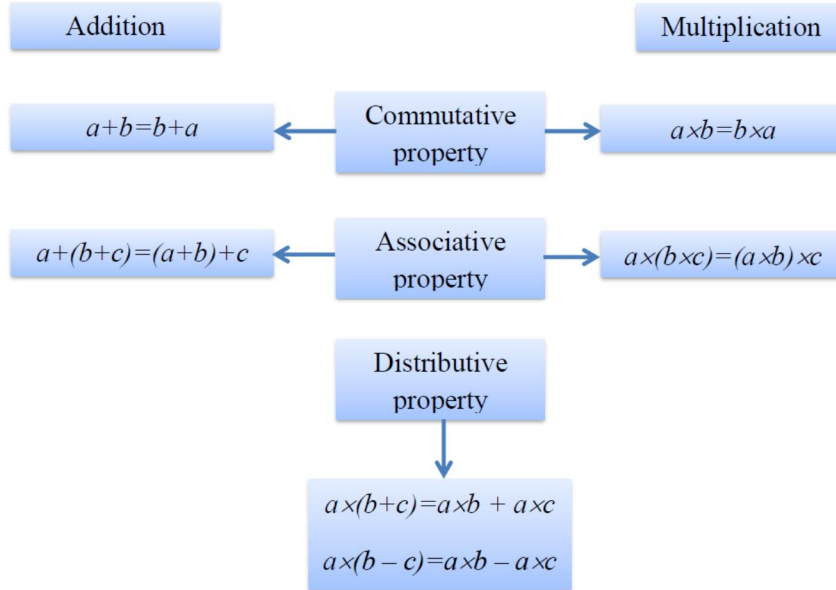 Addition
Multiplication
a+b=b+a
Commutative
property
a×b=b×a
a+(b+c)=(a+b)+c
Associative
property
a×(b×c)=(a×b)×c
Distributive
property
a×(b+c)=a×b + a×c
a×(b – c)=a×b – a×c